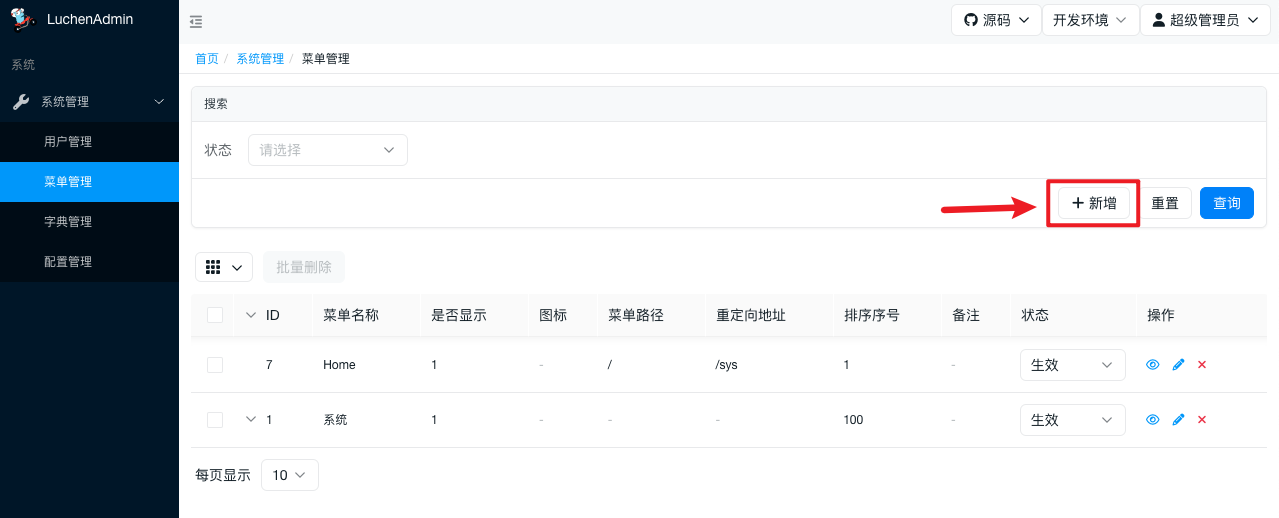 LuchenAdmin
源码
开发环境
超级管理员
系统
系统管理
用户管理
菜单管理
字典管理
配置管理
首页 / 系统管理 / 菜单管理
搜索
状态 请选择
新增 重置 查询
批量删除
ID 菜单名称 是否显示 图标 菜单路径 重定向地址 排序序号 备注 状态 操作
7 Home 1 - / /sys 1 - 生效
1 系统 1 - - - 100 - 生效
每页显示 10